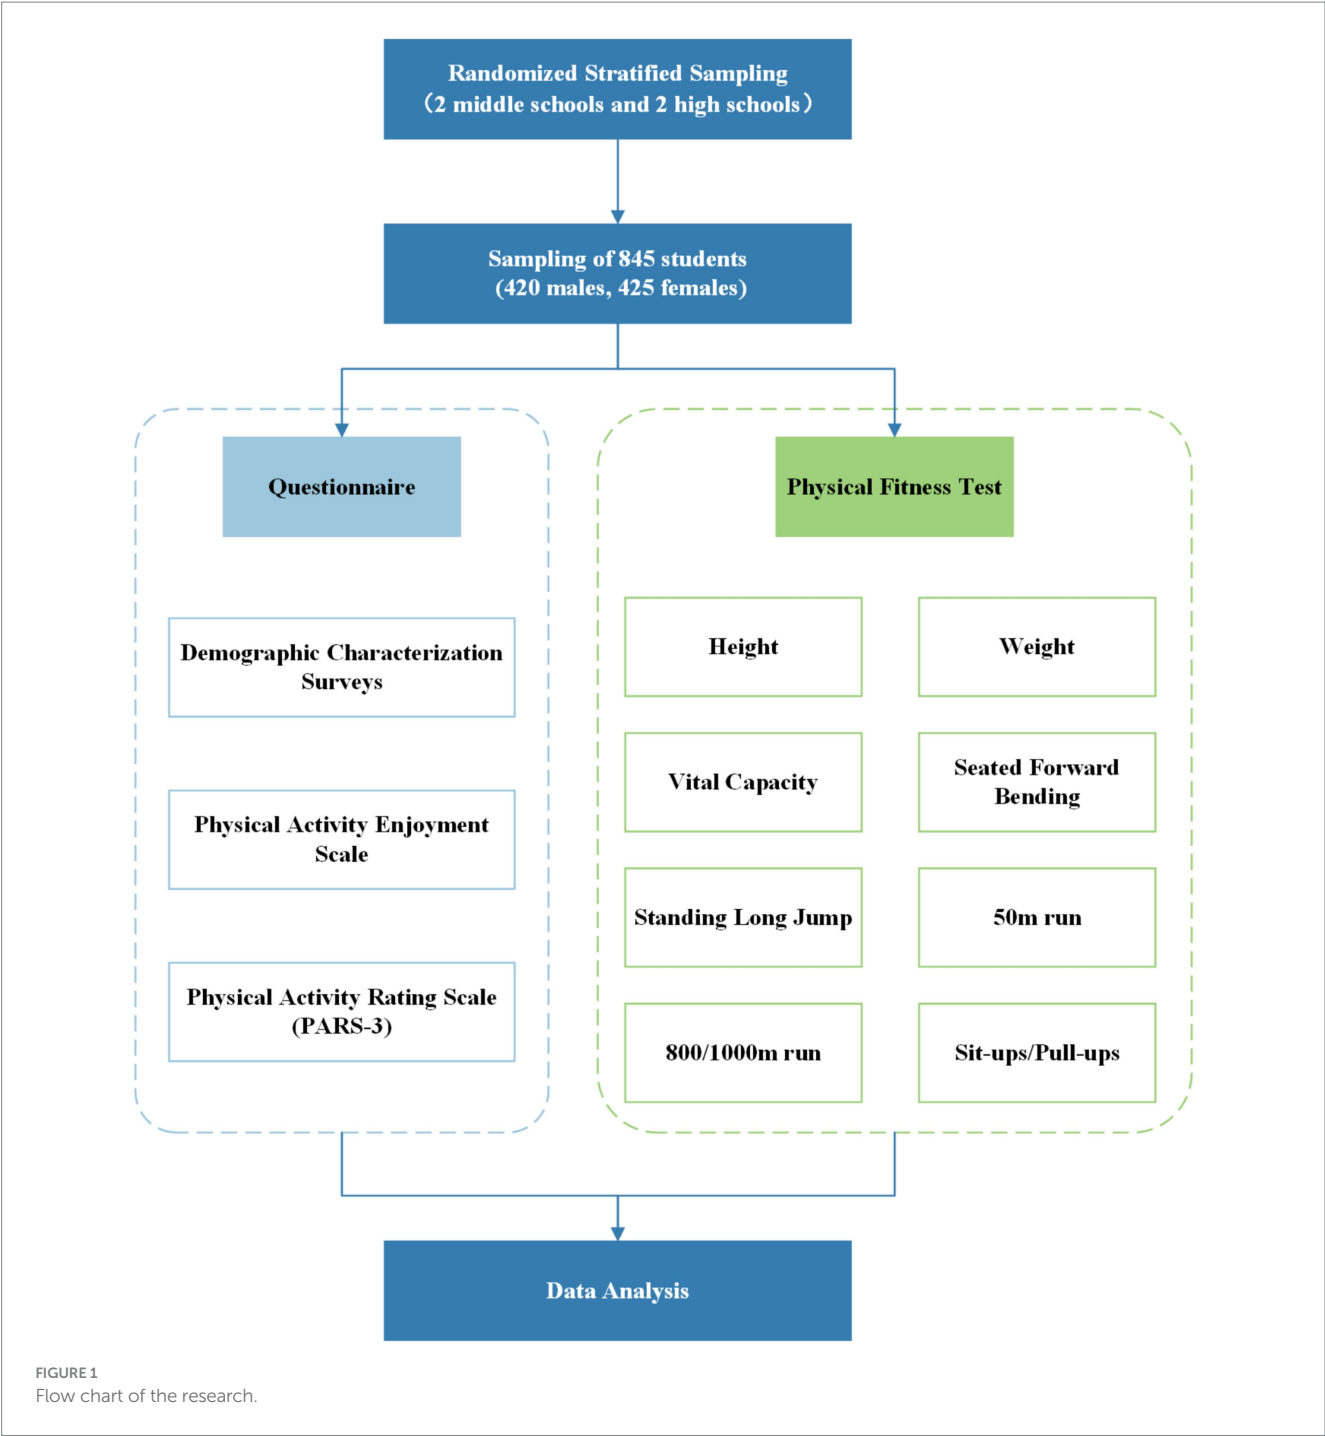 Randomized Stratified Sampling
（2 middle schools and 2 high schools）
Sampling of 845 students
(420 males, 425 females)
Questionnaire
Demographic Characterization
Surveys
Physical Activity Enjoyment
Scale
Physical Activity Rating Scale
(PARS-3)
Physical Fitness Test
Height
Weight
Vital Capacity
Seated Forward
Bending
Standing Long Jump
50m run
800/1000m run
Sit-ups/Pull-ups
Data Analysis
FIGURE 1
Flow chart of the research.